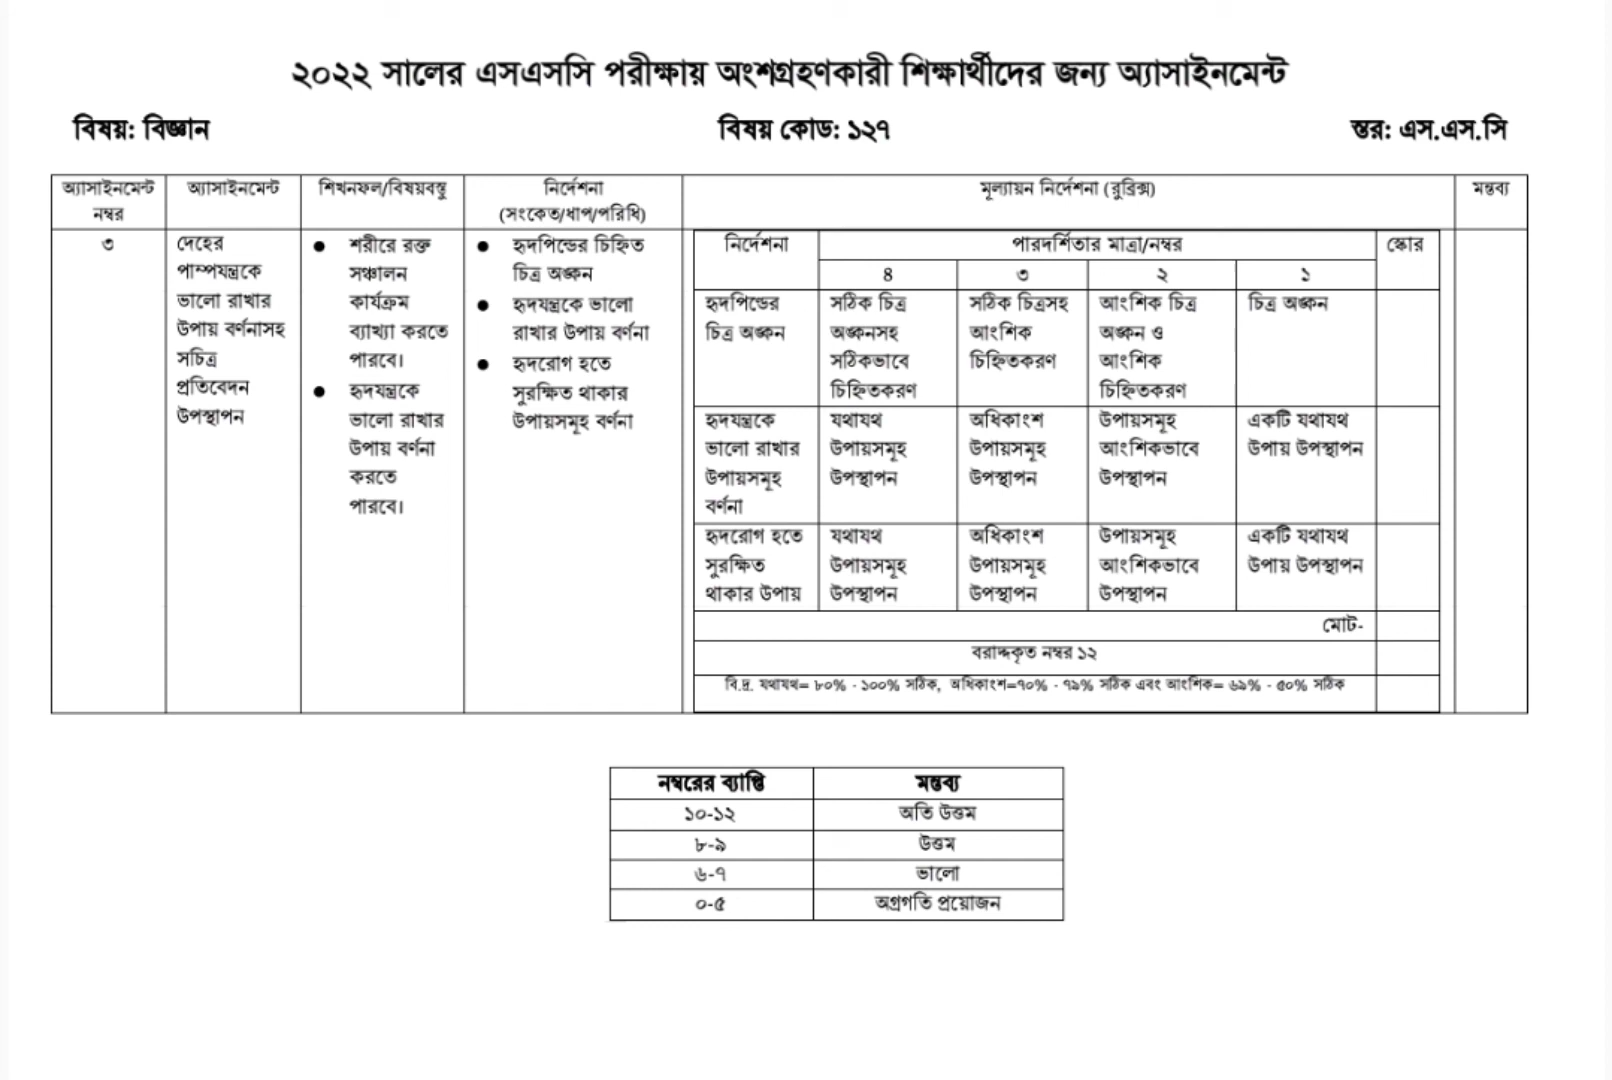 ২০২২ সালের এসএসসি পরীক্ষায় অংশগ্রহণকারী শিক্ষার্থীদের জন্য অ্যাসাইনমেন্ট
বিষয়: বিজ্ঞান
বিষয় কোড: ১২৭
স্তর: এস.এস.সি
অ্যাসাইনমেন্ট
নম্বর
অ্যাসাইনমেন্ট
শিখনফল/বিষয়বস্তু
নির্দেশনা
(সংকেত/ধাপ/পরিধি)
মূল্যায়ন নির্দেশনা (রুব্রিক্স)
মন্তব্য
৩
দেহের
পাম্পযন্ত্রকে
ভালো রাখার
উপায় বর্ণনাসহ
সচিত্র
প্রতিবেদন
উপস্থাপন
● শরীরে রক্ত
সঞ্চালন
কার্যক্রম
ব্যাখ্যা করতে
পারবে।
● হৃদযন্ত্রকে
ভালো রাখার
উপায় বর্ণনা
করতে
পারবে।
● হৃদপিন্ডের চিহ্নিত
চিত্র অঙ্কন
● হৃদযন্ত্রকে ভালো
রাখার উপায় বর্ণনা
● হৃদরোগ হতে
সুরক্ষিত থাকার
উপায়সমূহ বর্ণনা
নির্দেশনা
পারদর্শিতার মাত্রা/নম্বর
স্কোর
৪
৩
২
১
হৃদপিন্ডের
চিত্র অঙ্কন
সঠিক চিত্র
অঙ্কনসহ
সঠিকভাবে
চিহ্নিতকরণ
সঠিক চিত্রসহ
আংশিক
চিহ্নিতকরণ
আংশিক চিত্র
অঙ্কন ও
আংশিক
চিহ্নিতকরণ
চিত্র অঙ্কন
হৃদযন্ত্রকে
ভালো রাখার
উপায়সমূহ
বর্ণনা
যথাযথ
উপায়সমূহ
উপস্থাপন
অধিকাংশ
উপায়সমূহ
উপস্থাপন
উপায়সমূহ
আংশিকভাবে
উপস্থাপন
একটি যথাযথ
উপায় উপস্থাপন
হৃদরোগ হতে
সুরক্ষিত
থাকার উপায়
যথাযথ
উপায়সমূহ
উপস্থাপন
অধিকাংশ
উপায়সমূহ
উপস্থাপন
উপায়সমূহ
আংশিকভাবে
উপস্থাপন
একটি যথাযথ
উপায় উপস্থাপন
মোট-
বরাদ্দকৃত নম্বর ১২
বি.দ্র. যথাযথ= ৮০% - ১০০% সঠিক, অধিকাংশ=৭০% - ৭৯% সঠিক এবং আংশিক= ৬৯% - ৫০% সঠিক
নম্বরের ব্যাপ্তি
মন্তব্য
১০-১২
অতি উত্তম
৮-৯
উত্তম
৬-৭
ভালো
০-৫
অগ্রগতি প্রয়োজন